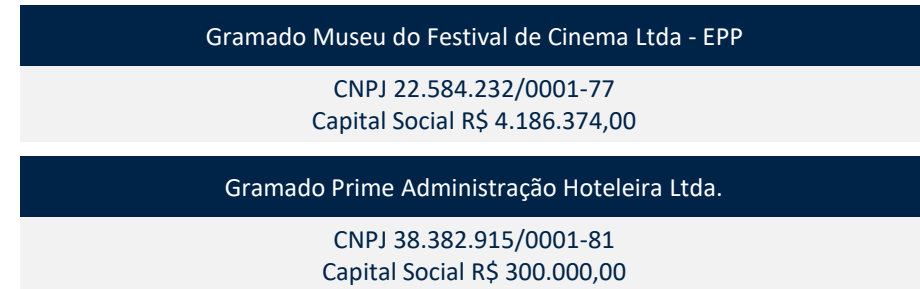 Gramado Museu do Festival de Cinema Ltda - EPP
CNPJ 22.584.232/0001-77
Capital Social R$ 4.186.374,00
Gramado Prime Administração Hoteleira Ltda.
CNPJ 38.382.915/0001-81
Capital Social R$ 300.000,00